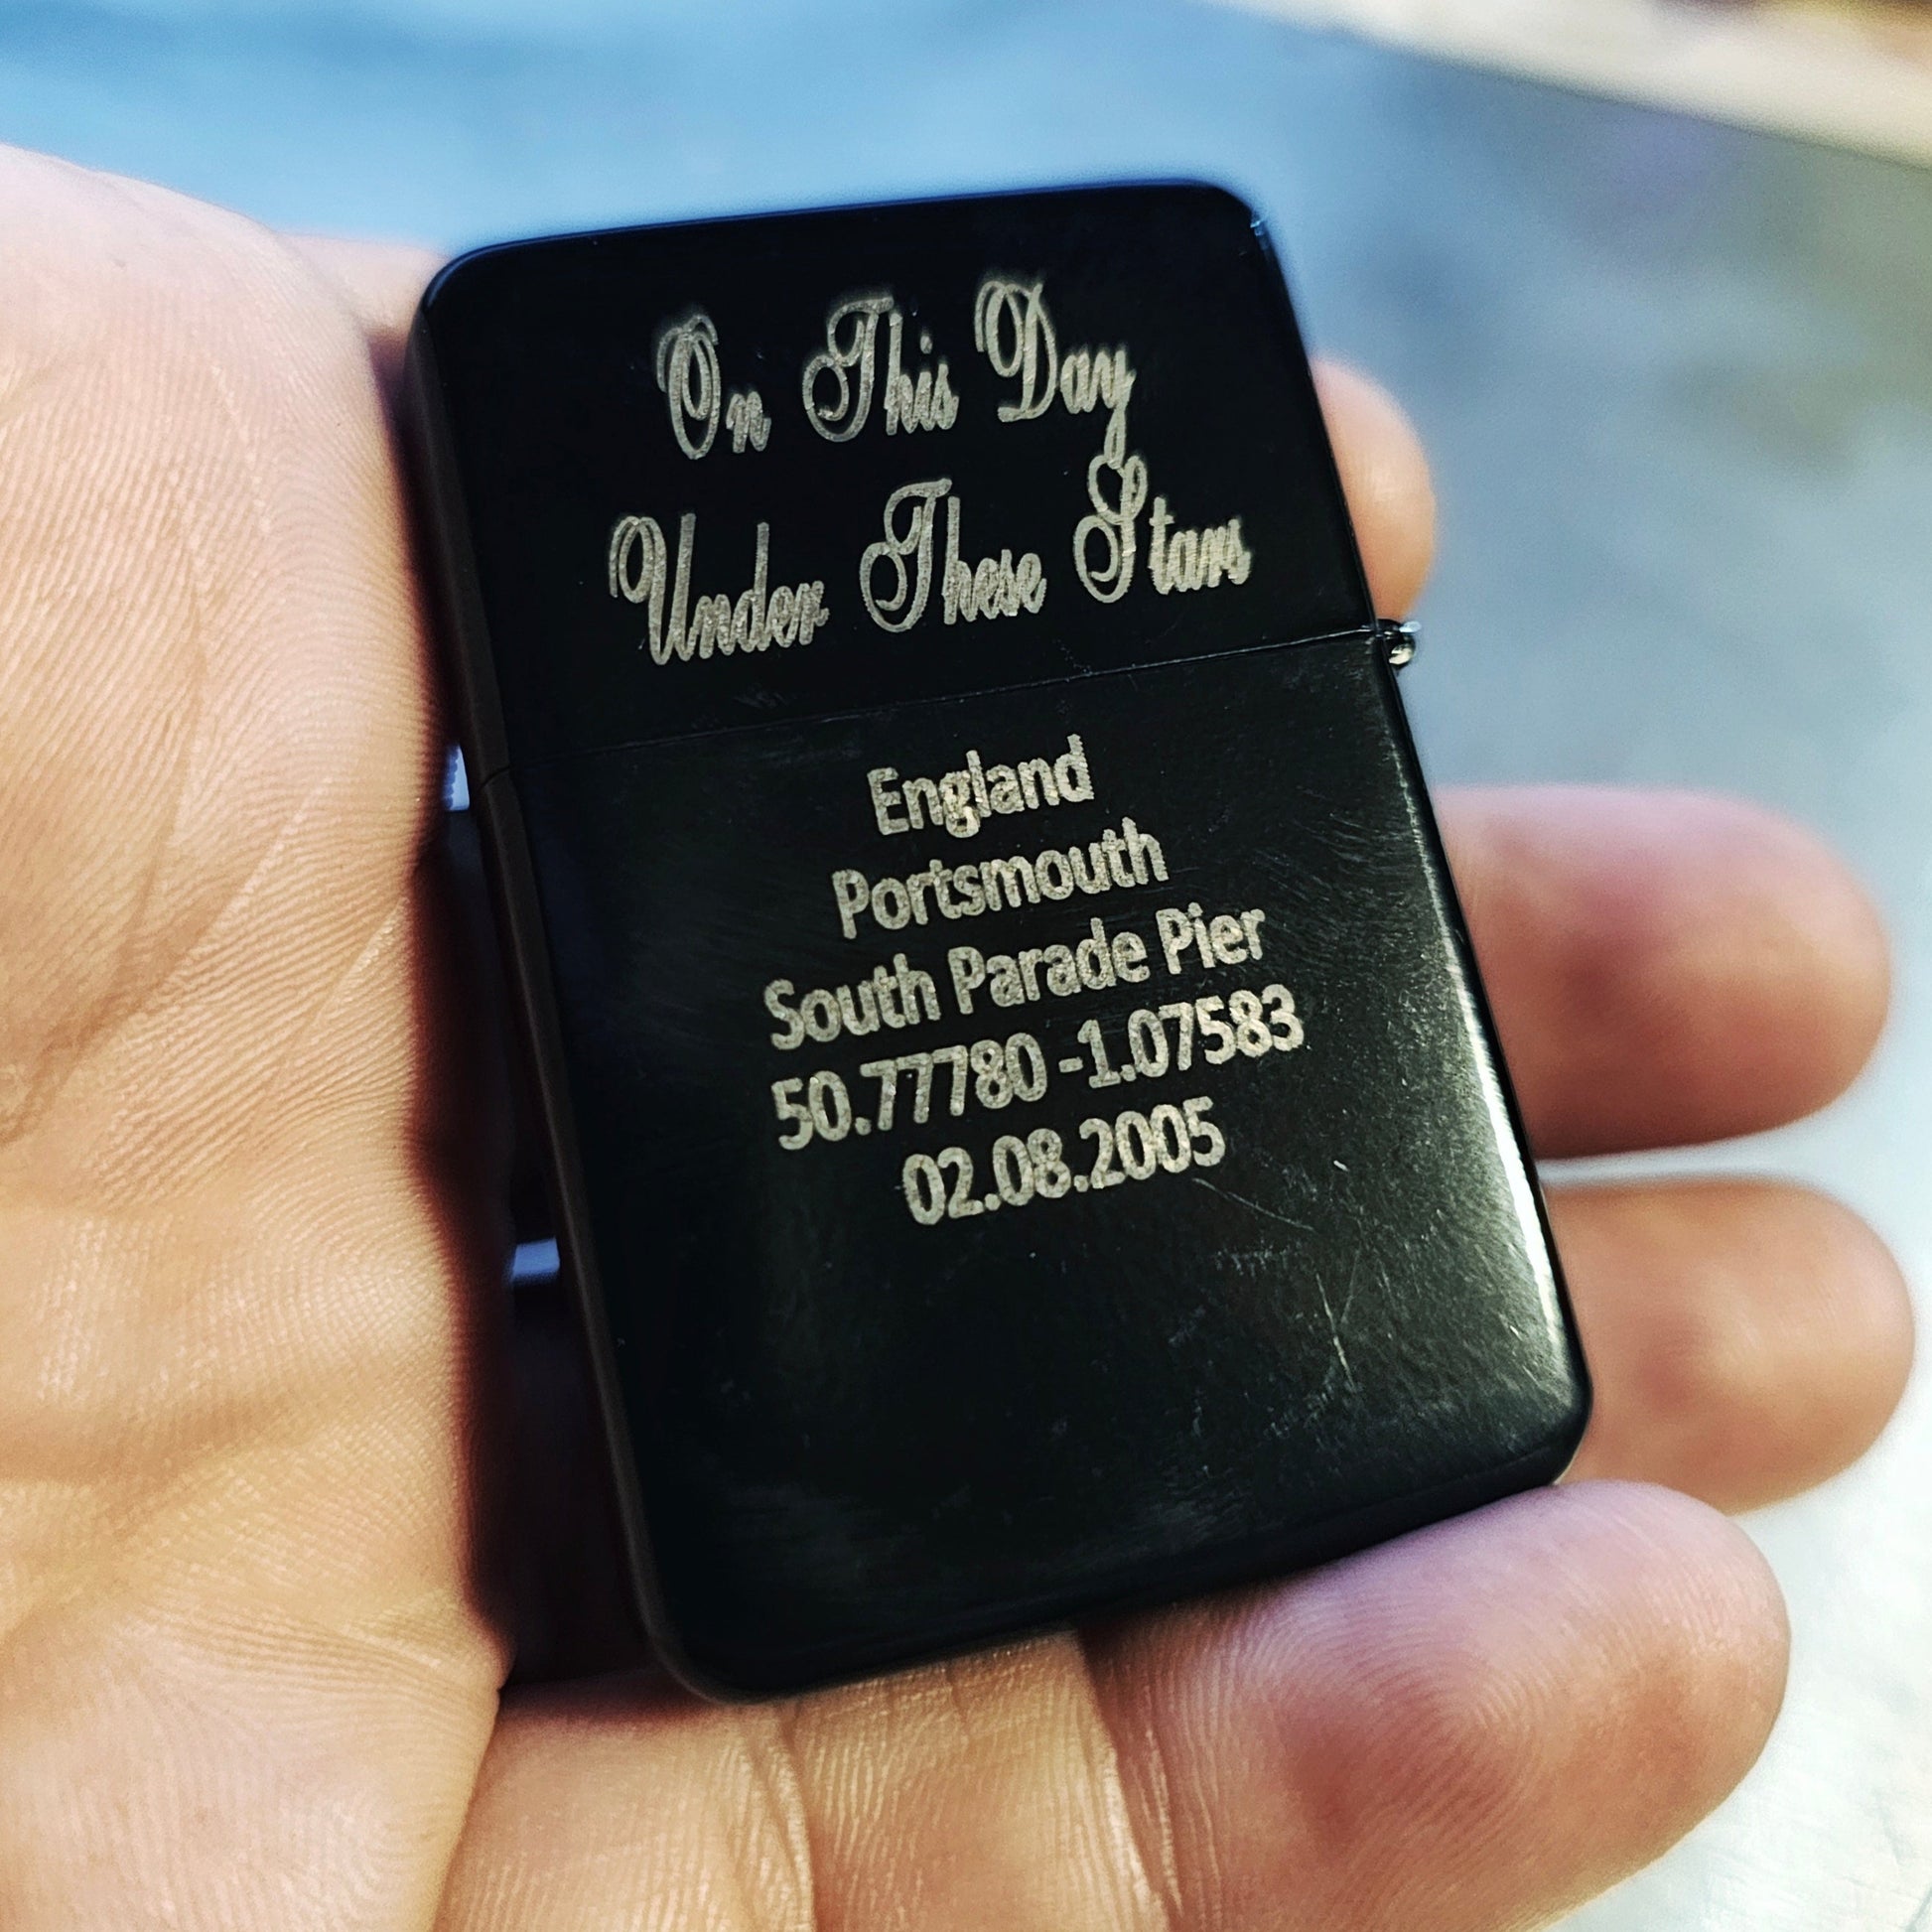 On This Day
Under These Stars
England
Portsmouth
South Parade Pier
50.77780 -1.07583
02.08.2005